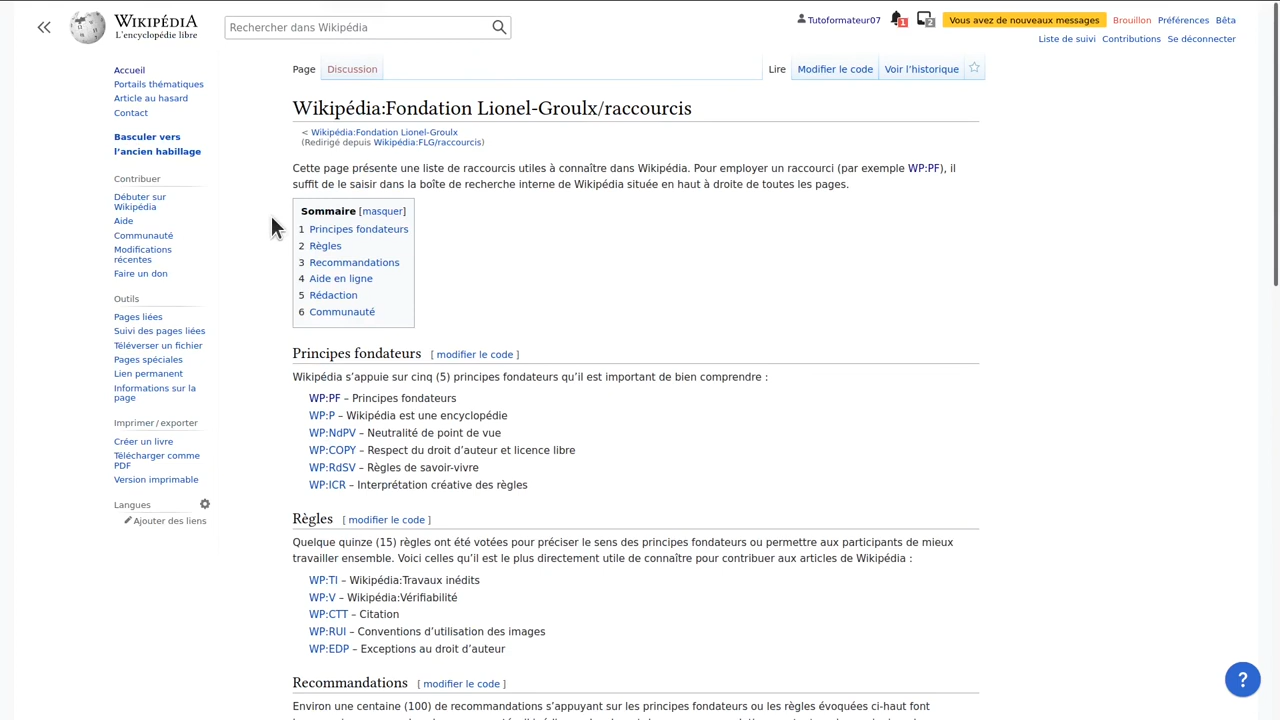 WIKIPÉDIA
L'encyclopédie libre
Rechercher dans Wikipédia
Tutoformateur07
1
2
Vous avez de nouveaux messages
Brouillon
Préférences
Bêta
Liste de suivi
Contributions
Se déconnecter
Accueil
Portails thématiques
Article au hasard
Contact
Basculer vers
l’ancien habillage
Contribuer
Débuter sur
Wikipédia
Aide
Communauté
Modifications
récentes
Faire un don
Outils
Pages liées
Suivi des pages liées
Téléverser un fichier
Pages spéciales
Lien permanent
Informations sur la
page
Imprimer / exporter
Créer un livre
Télécharger comme
PDF
Version imprimable
Langues
Ajouter des liens
Page
Discussion
Lire
Modifier le code
Voir l’historique
Wikipédia:Fondation Lionel-Groulx/raccourcis
< Wikipédia:Fondation Lionel-Groulx
(Redirigé depuis Wikipédia:FLG/raccourcis)
Cette page présente une liste de raccourcis utiles à connaître dans Wikipédia. Pour employer un raccourci (par exemple WP:PF), il
suffit de le saisir dans la boîte de recherche interne de Wikipédia située en haut à droite de toutes les pages.
Sommaire [masquer]
1 Principes fondateurs
2 Règles
3 Recommandations
4 Aide en ligne
5 Rédaction
6 Communauté
Principes fondateurs [ modifier le code ]
Wikipédia s’appuie sur cinq (5) principes fondateurs qu’il est important de bien comprendre :
WP:PF – Principes fondateurs
WP:P – Wikipédia est une encyclopédie
WP:NdPV – Neutralité de point de vue
WP:COPY – Respect du droit d’auteur et licence libre
WP:RdSV – Règles de savoir-vivre
WP:ICR – Interprétation créative des règles
Règles [ modifier le code ]
Quelque quinze (15) règles ont été votées pour préciser le sens des principes fondateurs ou permettre aux participants de mieux
travailler ensemble. Voici celles qu’il est le plus directement utile de connaître pour contribuer aux articles de Wikipédia :
WP:TI – Wikipédia:Travaux inédits
WP:V – Wikipédia:Vérifiabilité
WP:CTT – Citation
WP:RUI – Conventions d’utilisation des images
WP:EDP – Exceptions au droit d’auteur
Recommandations [ modifier le code ]
Environ une centaine (100) de recommandations s’appuyant sur les principes fondateurs ou les règles évoquées ci-haut font
?